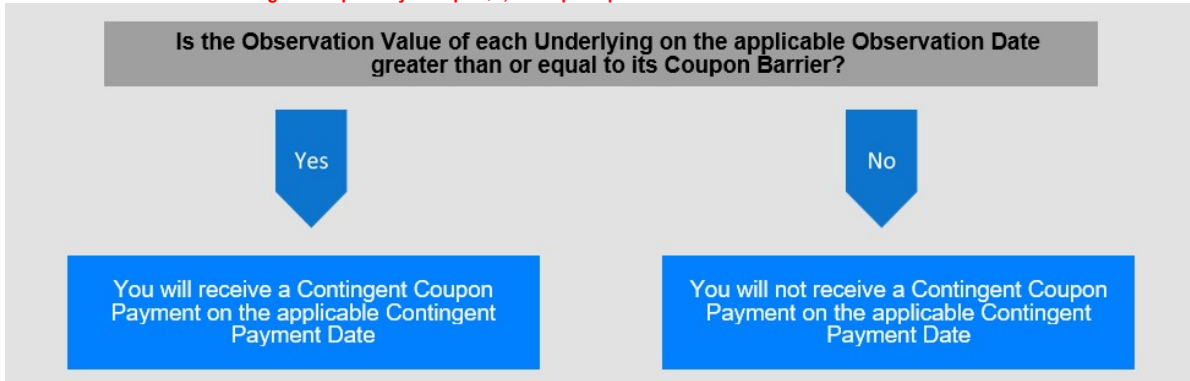 Is the Observation Value of each Underlying on the applicable Observation Date
greater than or equal to its Coupon Barrier?
Yes
No
You will receive a Contingent Coupon
Payment on the applicable Contingent
Payment Date
You will not receive a Contingent Coupon
Payment on the applicable Contingent
Payment Date